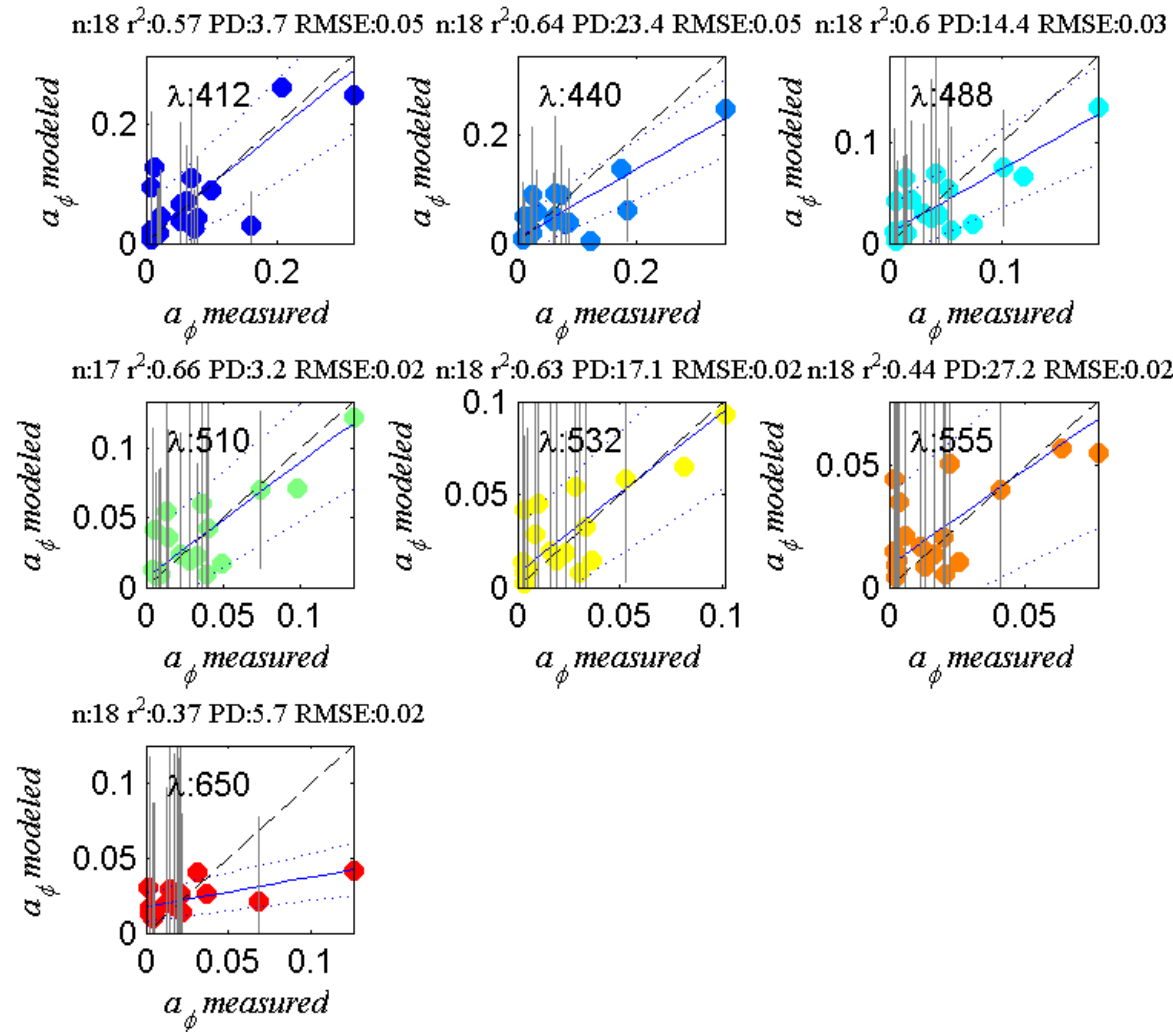 n:18 r²:0.57 PD:3.7 RMSE:0.05 n:18 r²:0.64 PD:23.4 RMSE:0.05 n:18 r²:0.6 PD:14.4 RMSE:0.03
λ:412 λ:440 λ:488
a_ϕ modeled a_ϕ modeled a_ϕ modeled
0.2 0.2 0.1
0 0 0
0 0.2 0 0.2 0 0.1
a_ϕ measured a_ϕ measured a_ϕ measured
n:17 r²:0.66 PD:3.2 RMSE:0.02 n:18 r²:0.63 PD:17.1 RMSE:0.02 n:18 r²:0.44 PD:27.2 RMSE:0.02
λ:510 λ:532 λ:555
a_ϕ modeled a_ϕ modeled a_ϕ modeled
0.1 0.1
0.05 0.05 0.05
0 0 0
0 0.05 0.1 0 0.05 0.1 0 0.05
a_ϕ measured a_ϕ measured a_ϕ measured
n:18 r²:0.37 PD:5.7 RMSE:0.02
λ:650
a_ϕ modeled
0.1
0.05
0
0 0.05 0.1
a_ϕ measured